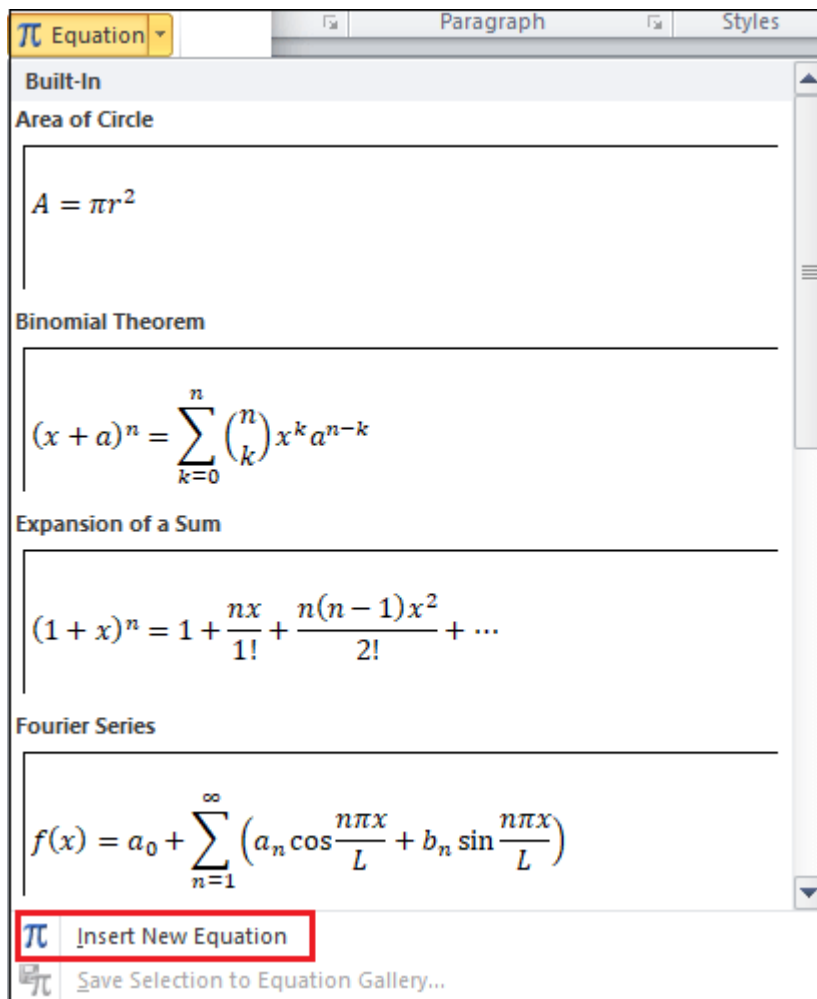 π Equation Paragraph Styles
Built-In
Area of Circle
A = πr²
Binomial Theorem
(x + a)ⁿ = ∑ₖ₌₀ⁿ (n k) xᵏaⁿ⁻ᵏ
Expansion of a Sum
(1 + x)ⁿ = 1 + nx/1! + n(n − 1)x²/2! + ⋯
Fourier Series
f(x) = a₀ + ∑ₙ₌₁^∞ (aₙ cos nπx/L + bₙ sin nπx/L)
π Insert New Equation
π Save Selection to Equation Gallery...